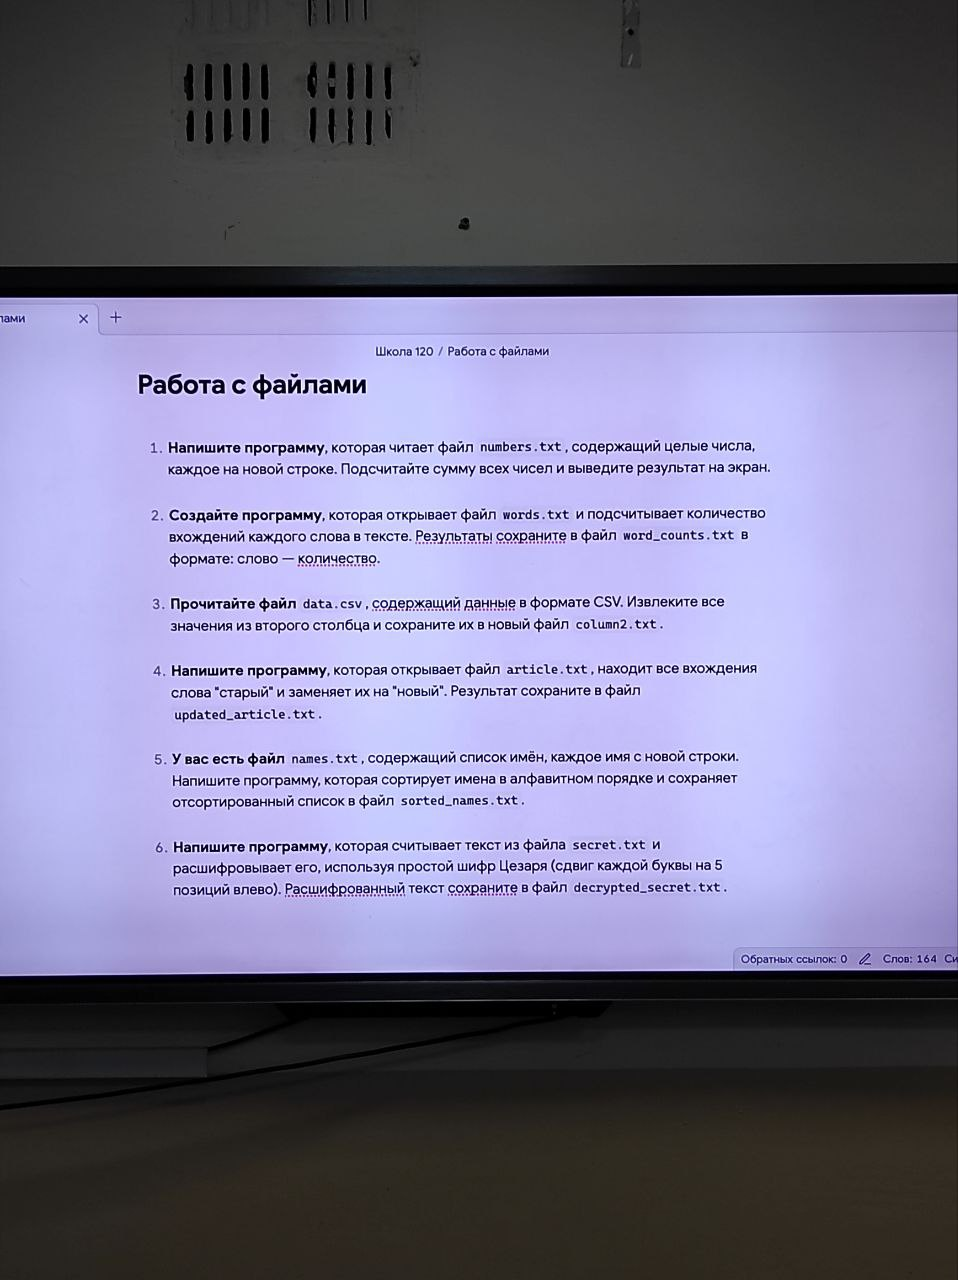 лами × +
Школа 120 / Работа с файлами
Работа с файлами
1. Напишите программу, которая читает файл numbers.txt, содержащий целые числа,
каждое на новой строке. Подсчитайте сумму всех чисел и выведите результат на экран.
2. Создайте программу, которая открывает файл words.txt и подсчитывает количество
вхождений каждого слова в тексте. Результаты сохраните в файл word_counts.txt в
формате: слово — количество.
3. Прочитайте файл data.csv, содержащий данные в формате CSV. Извлеките все
значения из второго столбца и сохраните их в новый файл column2.txt.
4. Напишите программу, которая открывает файл article.txt, находит все вхождения
слова "старый" и заменяет их на "новый". Результат сохраните в файл
updated_article.txt.
5. У вас есть файл names.txt, содержащий список имён, каждое имя с новой строки.
Напишите программу, которая сортирует имена в алфавитном порядке и сохраняет
отсортированный список в файл sorted_names.txt.
6. Напишите программу, которая считывает текст из файла secret.txt и
расшифровывает его, используя простой шифр Цезаря (сдвиг каждой буквы на 5
позиций влево). Расшифрованный текст сохраните в файл decrypted_secret.txt.
Обратных ссылок: 0 Слов: 164 Си